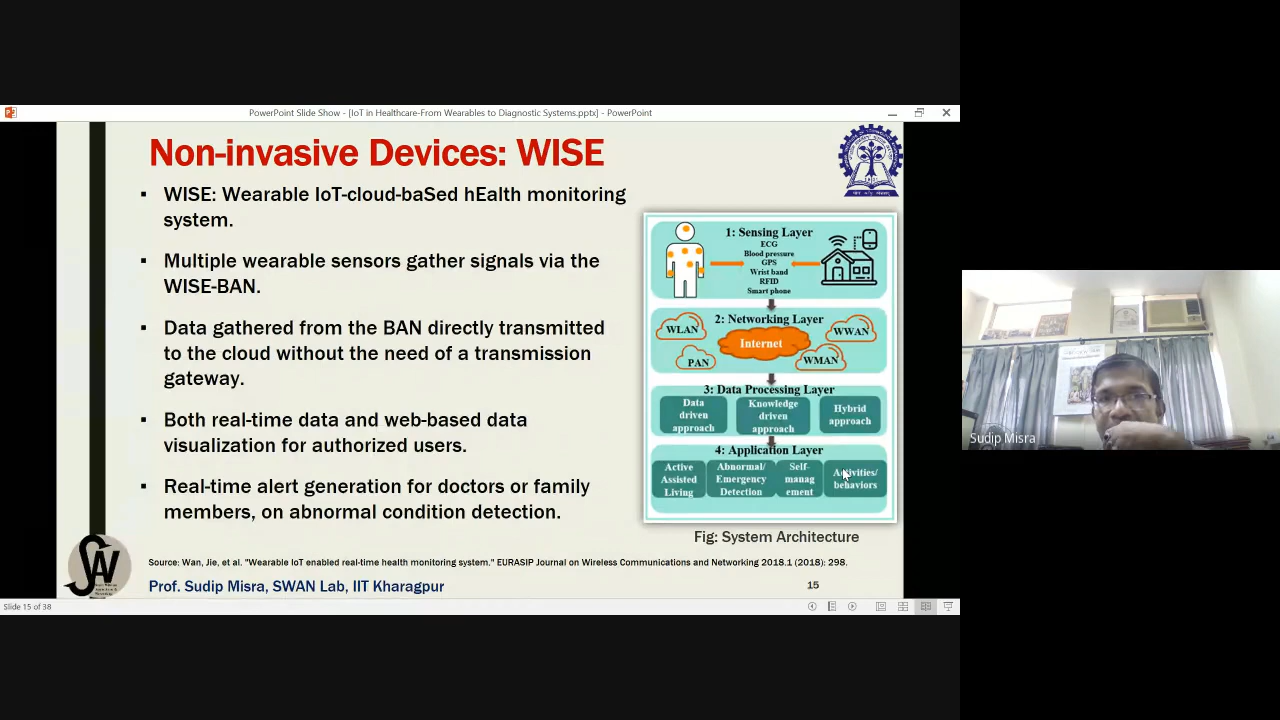 PowerPoint Slide Show - [IoT in Healthcare-From Wearables to Diagnostic Systems.pptx] - PowerPoint
Non-invasive Devices: WISE
▪ WISE: Wearable IoT-cloud-baSed hEalth monitoring
system.
▪ Multiple wearable sensors gather signals via the
WISE-BAN.
▪ Data gathered from the BAN directly transmitted
to the cloud without the need of a transmission
gateway.
▪ Both real-time data and web-based data
visualization for authorized users.
▪ Real-time alert generation for doctors or family
members, on abnormal condition detection.
1: Sensing Layer
ECG
Blood pressure
GPS
Wrist band
RFID
Smart phone
2: Networking Layer
WLAN
WWAN
Internet
PAN
WMAN
3: Data Processing Layer
Data
driven
approach
Knowledge
driven
approach
Hybrid
approach
4: Application Layer
Active
Assisted
Living
Abnormal/
Emergency
Detection
Self-
manag
ement
Activities/
behaviors
Fig: System Architecture
Source: Wan, Jie, et al. "Wearable IoT enabled real-time health monitoring system." EURASIP Journal on Wireless Communications and Networking 2018.1 (2018): 298.
Prof. Sudip Misra, SWAN Lab, IIT Kharagpur
15
Slide 15 of 38
Sudip Misra